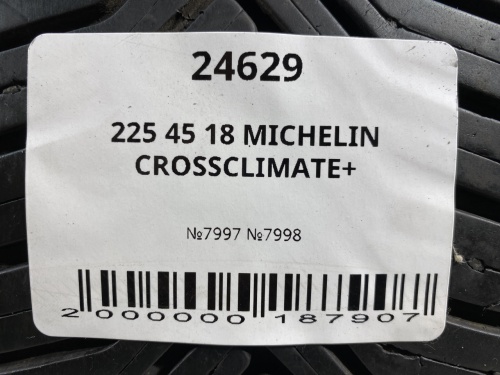 24629
225 45 18 MICHELIN
CROSSCLIMATE+
№7997 №7998
2 000000 187907